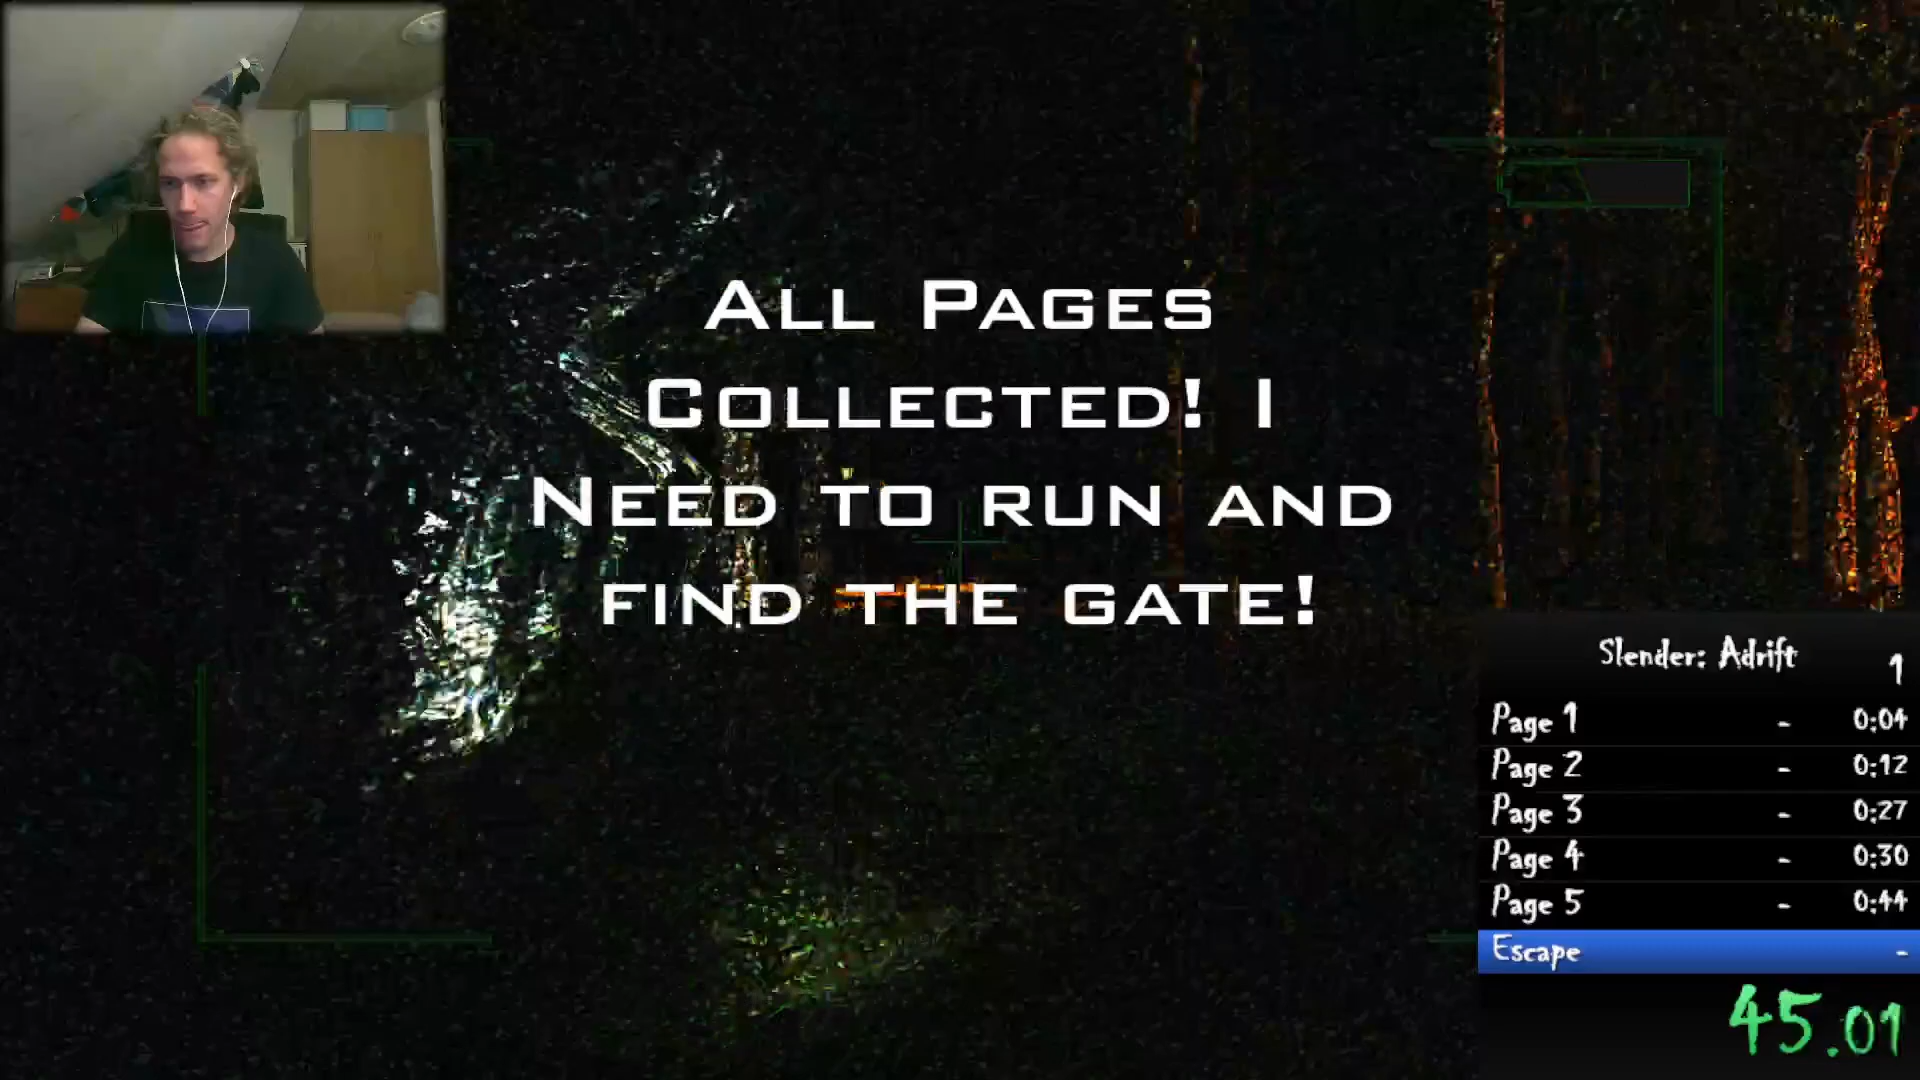 All Pages
Collected! I
Need to run and
find the gate!
Slender: Adrift
1
Page 1 - 0:04
Page 2 - 0:12
Page 3 - 0:27
Page 4 - 0:30
Page 5 - 0:44
Escape -
45.01